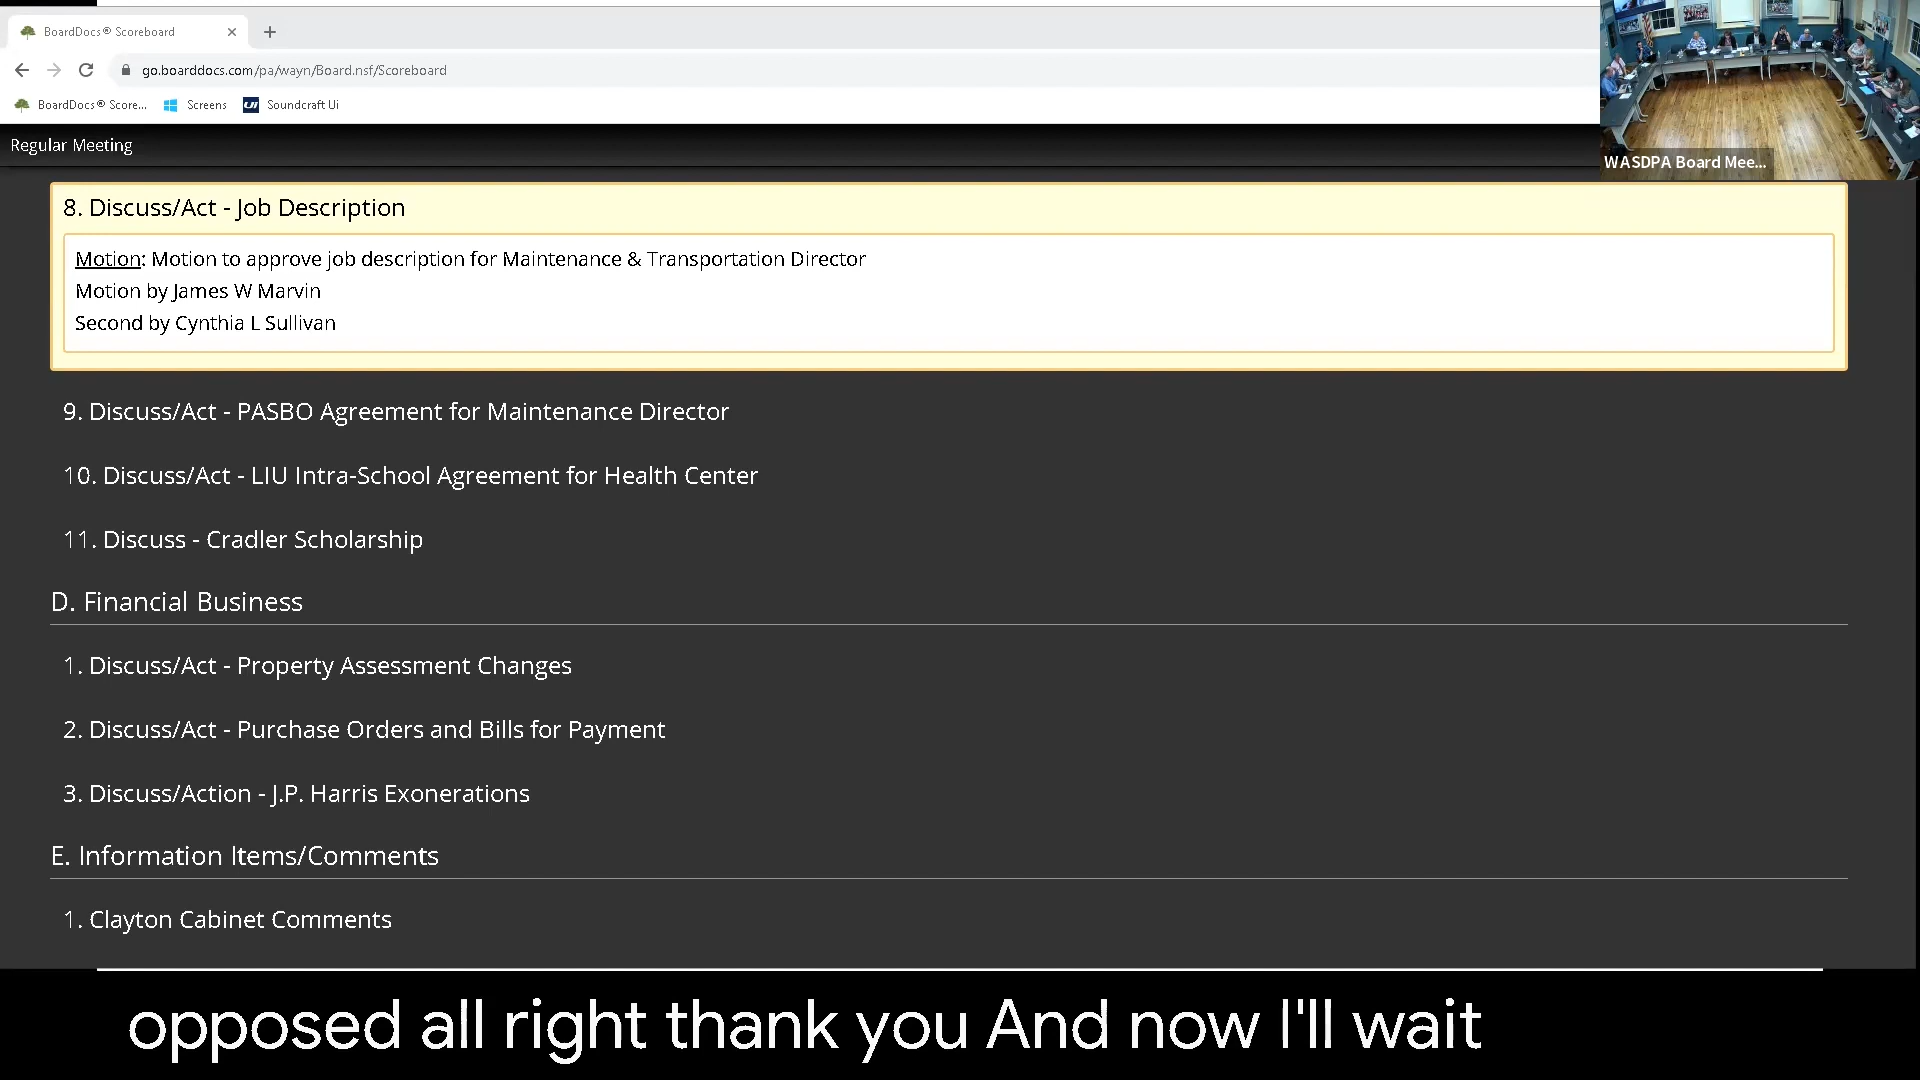 BoardDocs® Scoreboard
go.boarddocs.com/pa/wayn/Board.nsf/Scoreboard
BoardDocs® Score...
Screens
Soundcraft Ui
WASDPA Board Mee...
Regular Meeting
8. Discuss/Act - Job Description
Motion: Motion to approve job description for Maintenance & Transportation Director
Motion by James W Marvin
Second by Cynthia L Sullivan
9. Discuss/Act - PASBO Agreement for Maintenance Director
10. Discuss/Act - LIU Intra-School Agreement for Health Center
11. Discuss - Cradler Scholarship
D. Financial Business
1. Discuss/Act - Property Assessment Changes
2. Discuss/Act - Purchase Orders and Bills for Payment
3. Discuss/Action - J.P. Harris Exonerations
E. Information Items/Comments
1. Clayton Cabinet Comments
opposed all right thank you And now I'll wait